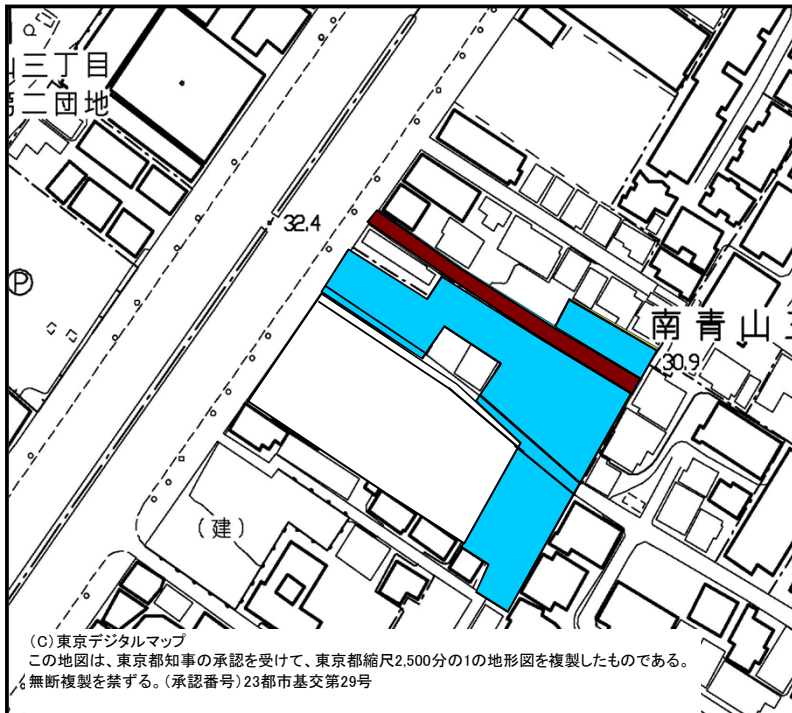 山三丁目
第二団地
32.4
南青山三
30.9
P
(建)
(C)東京デジタルマップ
この地図は、東京都知事の承認を受けて、東京都縮尺2,500分の1の地形図を複製したものである。
無断複製を禁ずる。(承認番号)23都市基交第29号